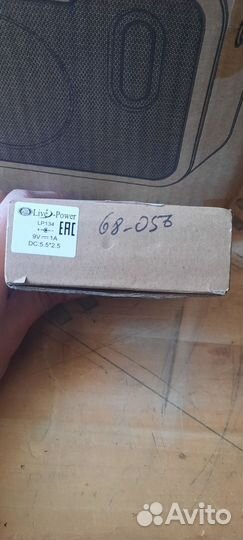 Live-Power
LP134
EAC
9V 1A
DC:5.5*2.5
68-056
Avito